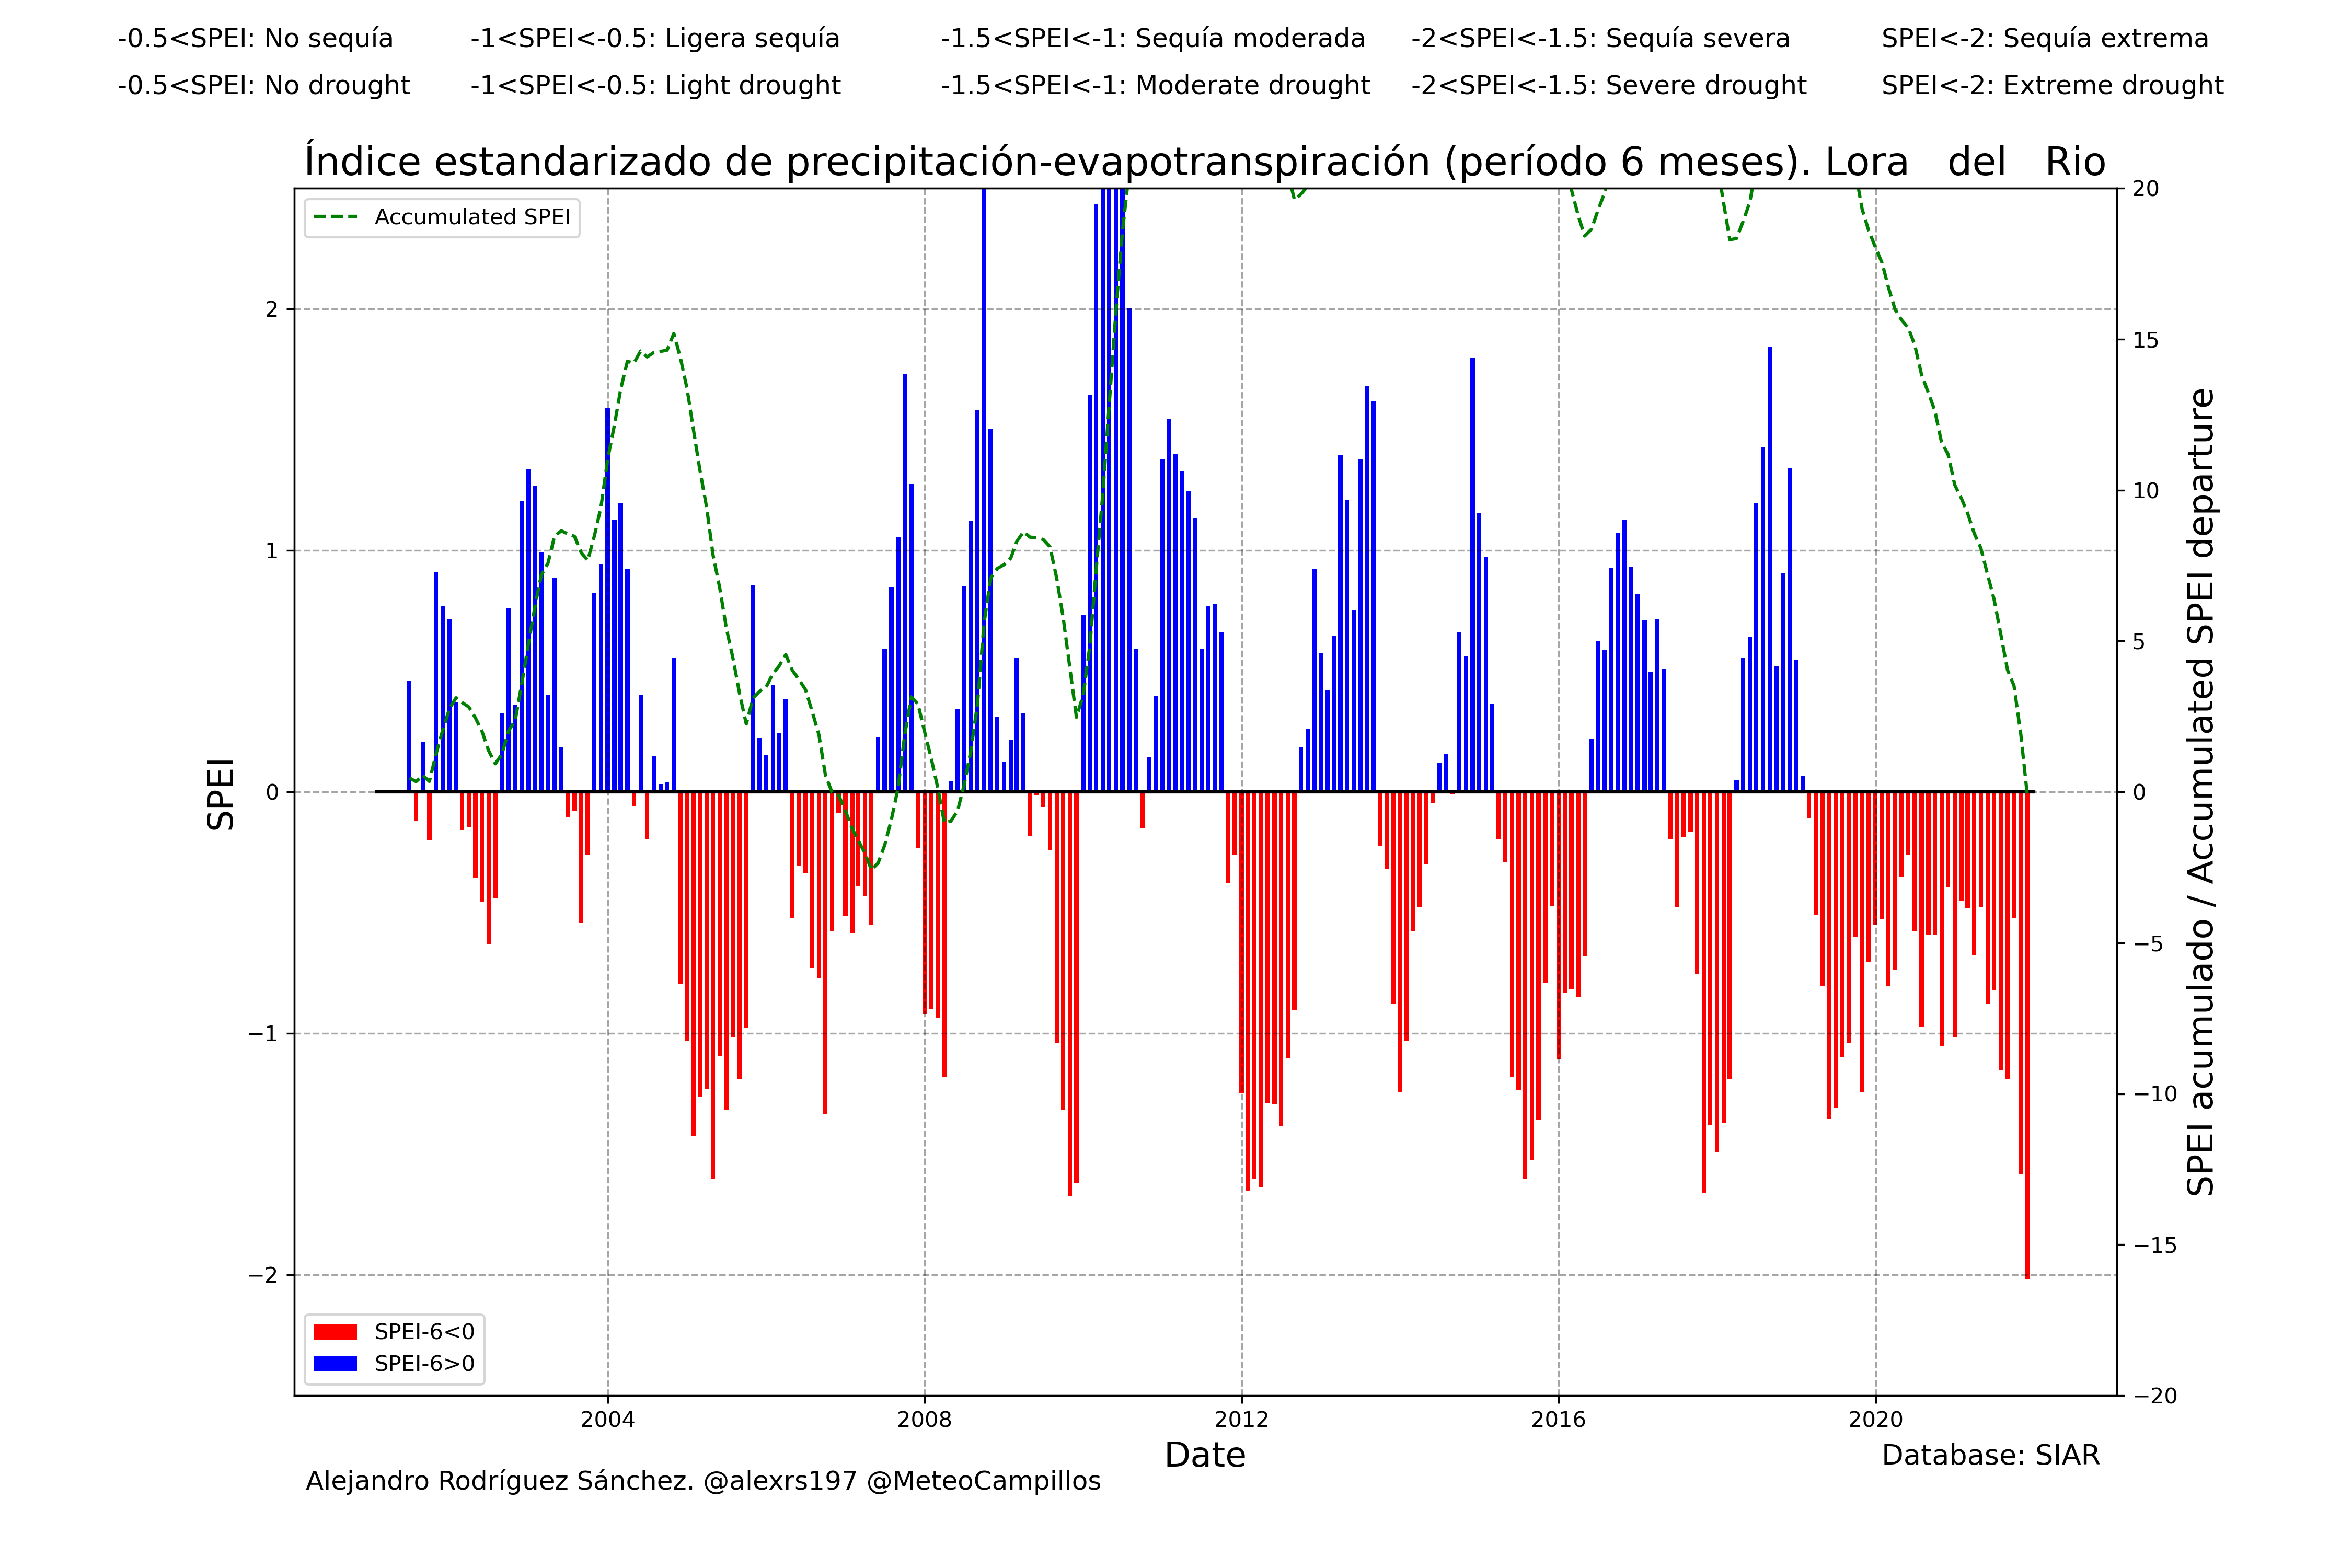 -0.5<SPEI: No sequía -1<SPEI<-0.5: Ligera sequía -1.5<SPEI<-1: Sequía moderada -2<SPEI<-1.5: Sequía severa SPEI<-2: Sequía extrema
-0.5<SPEI: No drought -1<SPEI<-0.5: Light drought -1.5<SPEI<-1: Moderate drought -2<SPEI<-1.5: Severe drought SPEI<-2: Extreme drought
Índice estandarizado de precipitación-evapotranspiración (período 6 meses). Lora del Rio
Accumulated SPEI
2
1
0
−1
−2
SPEI
20
15
10
5
0
−5
−10
−15
−20
SPEI acumulado / Accumulated SPEI departure
SPEI-6<0
SPEI-6>0
2004 2008 2012 2016 2020
Date
Database: SIAR
Alejandro Rodríguez Sánchez. @alexrs197 @MeteoCampillos